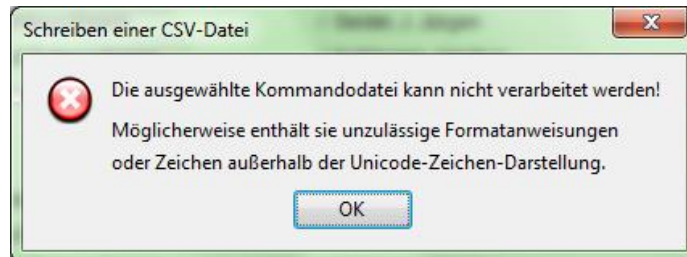 Schreiben einer CSV-Datei
Die ausgewählte Kommandodatei kann nicht verarbeitet werden!
Möglicherweise enthält sie unzulässige Formatanweisungen
oder Zeichen außerhalb der Unicode-Zeichen-Darstellung.
OK